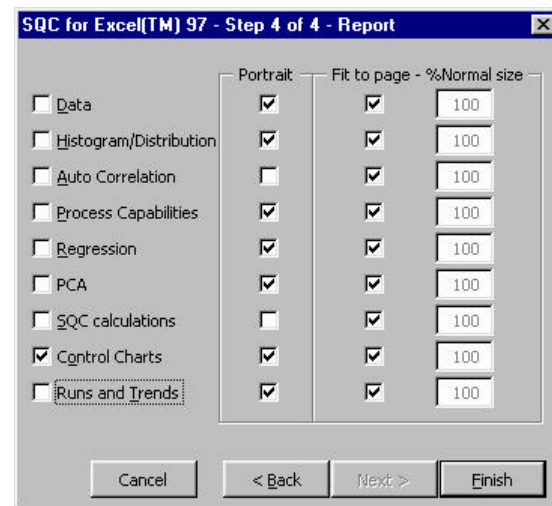 SQC for Excel(TM) 97 - Step 4 of 4 - Report
Portrait Fit to page - %Normal size
Data 100
Histogram/Distribution 100
Auto Correlation 100
Process Capabilities 100
Regression 100
PCA 100
SQC calculations 100
Control Charts 100
Runs and Trends 100
Cancel < Back Next > Finish